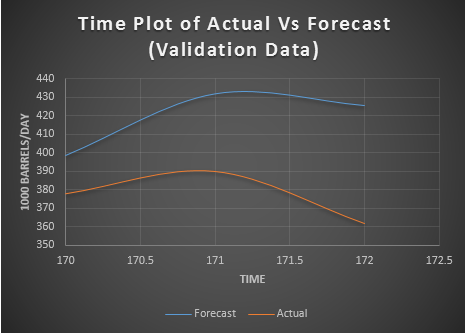 Time Plot of Actual Vs Forecast
(Validation Data)
440
430
420
410
400
390
380
370
360
350
1000 BARRELS/DAY
170
170.5
171
171.5
172
172.5
TIME
Forecast
Actual